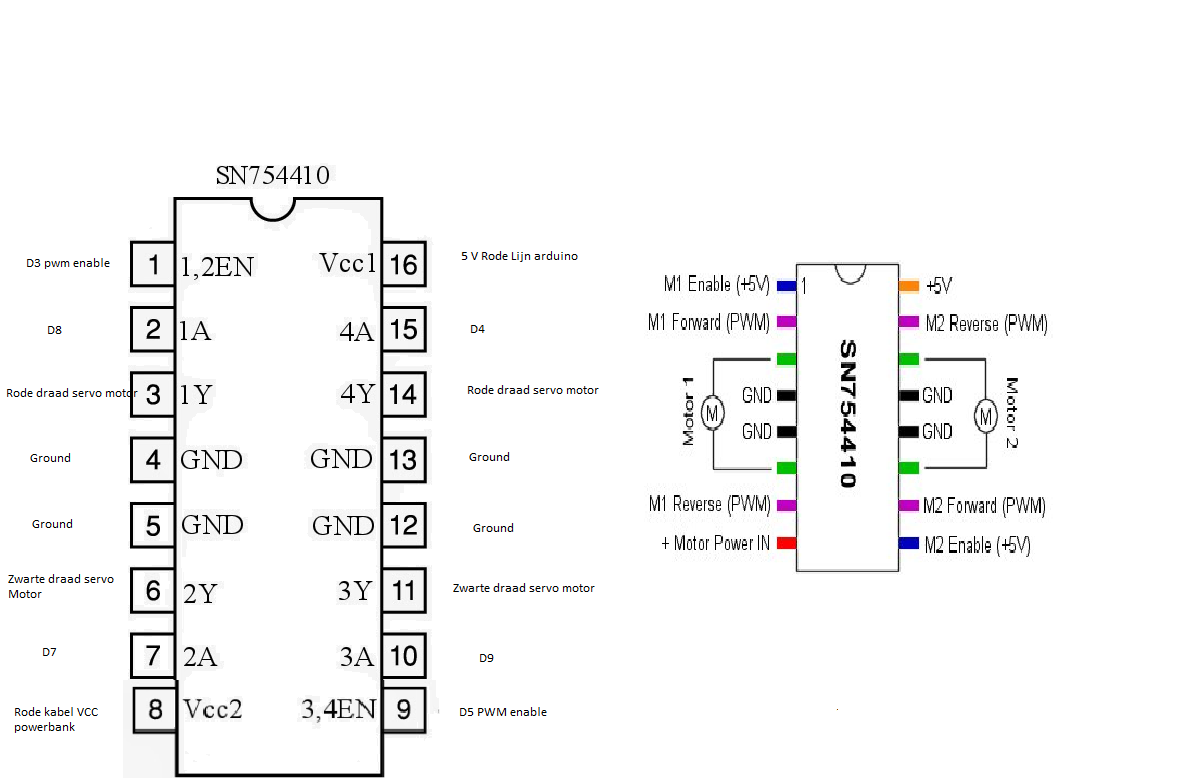 SN754410
D3 pwm enable 1 1,2EN Vcc1 16 5 V Rode Lijn arduino
D8 2 1A 4A 15 D4
Rode draad servo motor 3 1Y 4Y 14 Rode draad servo motor
Ground 4 GND GND 13 Ground
Ground 5 GND GND 12 Ground
Zwarte draad servo
Motor
6 2Y 3Y 11 Zwarte draad servo motor
D7 7 2A 3A 10 D9
Rode kabel VCC
powerbank
8 Vcc2 3,4EN 9 D5 PWM enable
M1 Enable (+5V) 1 +5V
M1 Forward (PWM) M2 Reverse (PWM)
Motor 1 M SN754410 M Motor 2
GND GND
GND GND
M1 Reverse (PWM) M2 Forward (PWM)
+ Motor Power IN M2 Enable (+5V)